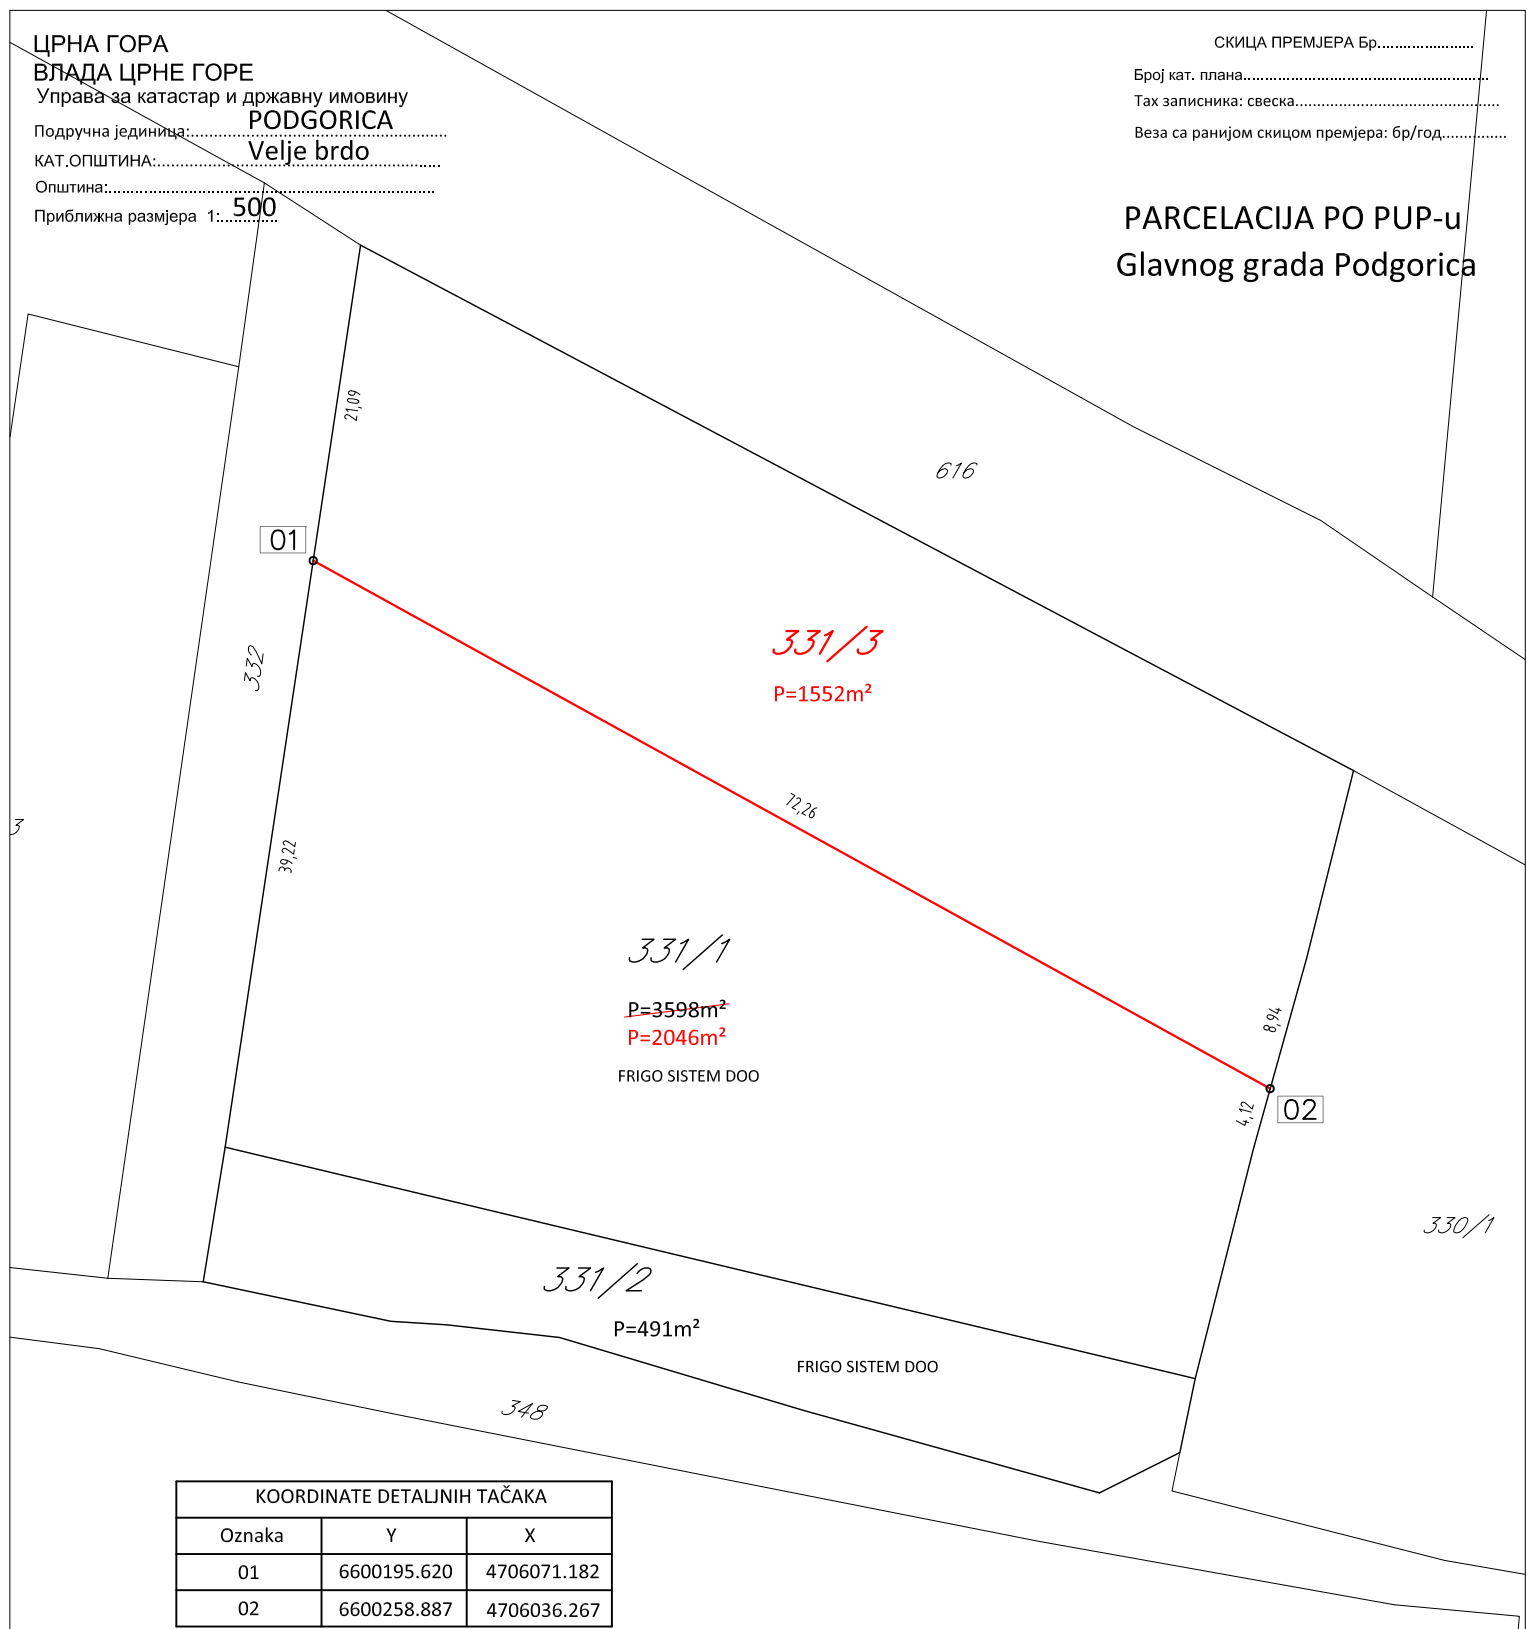 ЦРНА ГОРА
ВЛАДА ЦРНЕ ГОРЕ
Управа за катастар и државну имовину
Подручна јединица:............PODGORICA............
КАТ.ОПШТИНА:............Velje brdo............
Општина:........................
Приближна размјера 1:...500...
СКИЦА ПРЕМЈЕРА Бр........................
Број кат. плана........................
Тах записника: свеска........................
Веза са ранијом скицом премјера: бр/год...............
PARCELACIJA PO PUP-u
Glavnog grada Podgorica
21,09
616
01
332
331/3
P=1552m²
72,26
3
39,22
331/1
P=3598m²
P=2046m²
FRIGO SISTEM DOO
8,94
4,12
02
330/1
331/2
P=491m²
FRIGO SISTEM DOO
348
KOORDINATE DETALJNIH TAČAKA
Oznaka Y X
01 6600195.620 4706071.182
02 6600258.887 4706036.267